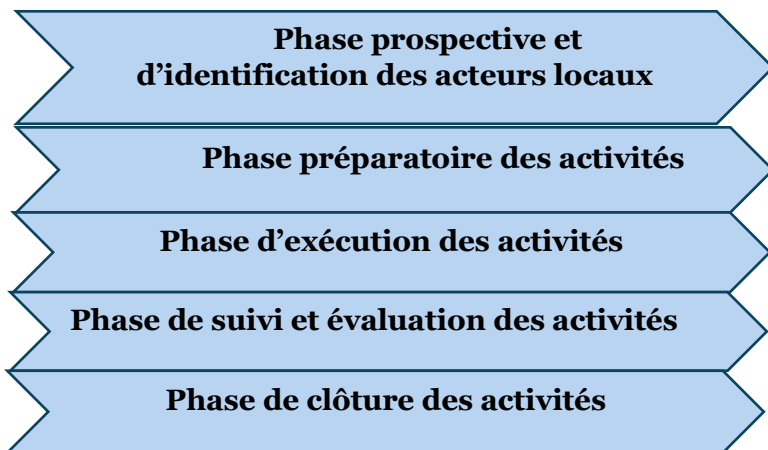 Phase prospective et
d’identification des acteurs locaux
Phase préparatoire des activités
Phase d’exécution des activités
Phase de suivi et évaluation des activités
Phase de clôture des activités